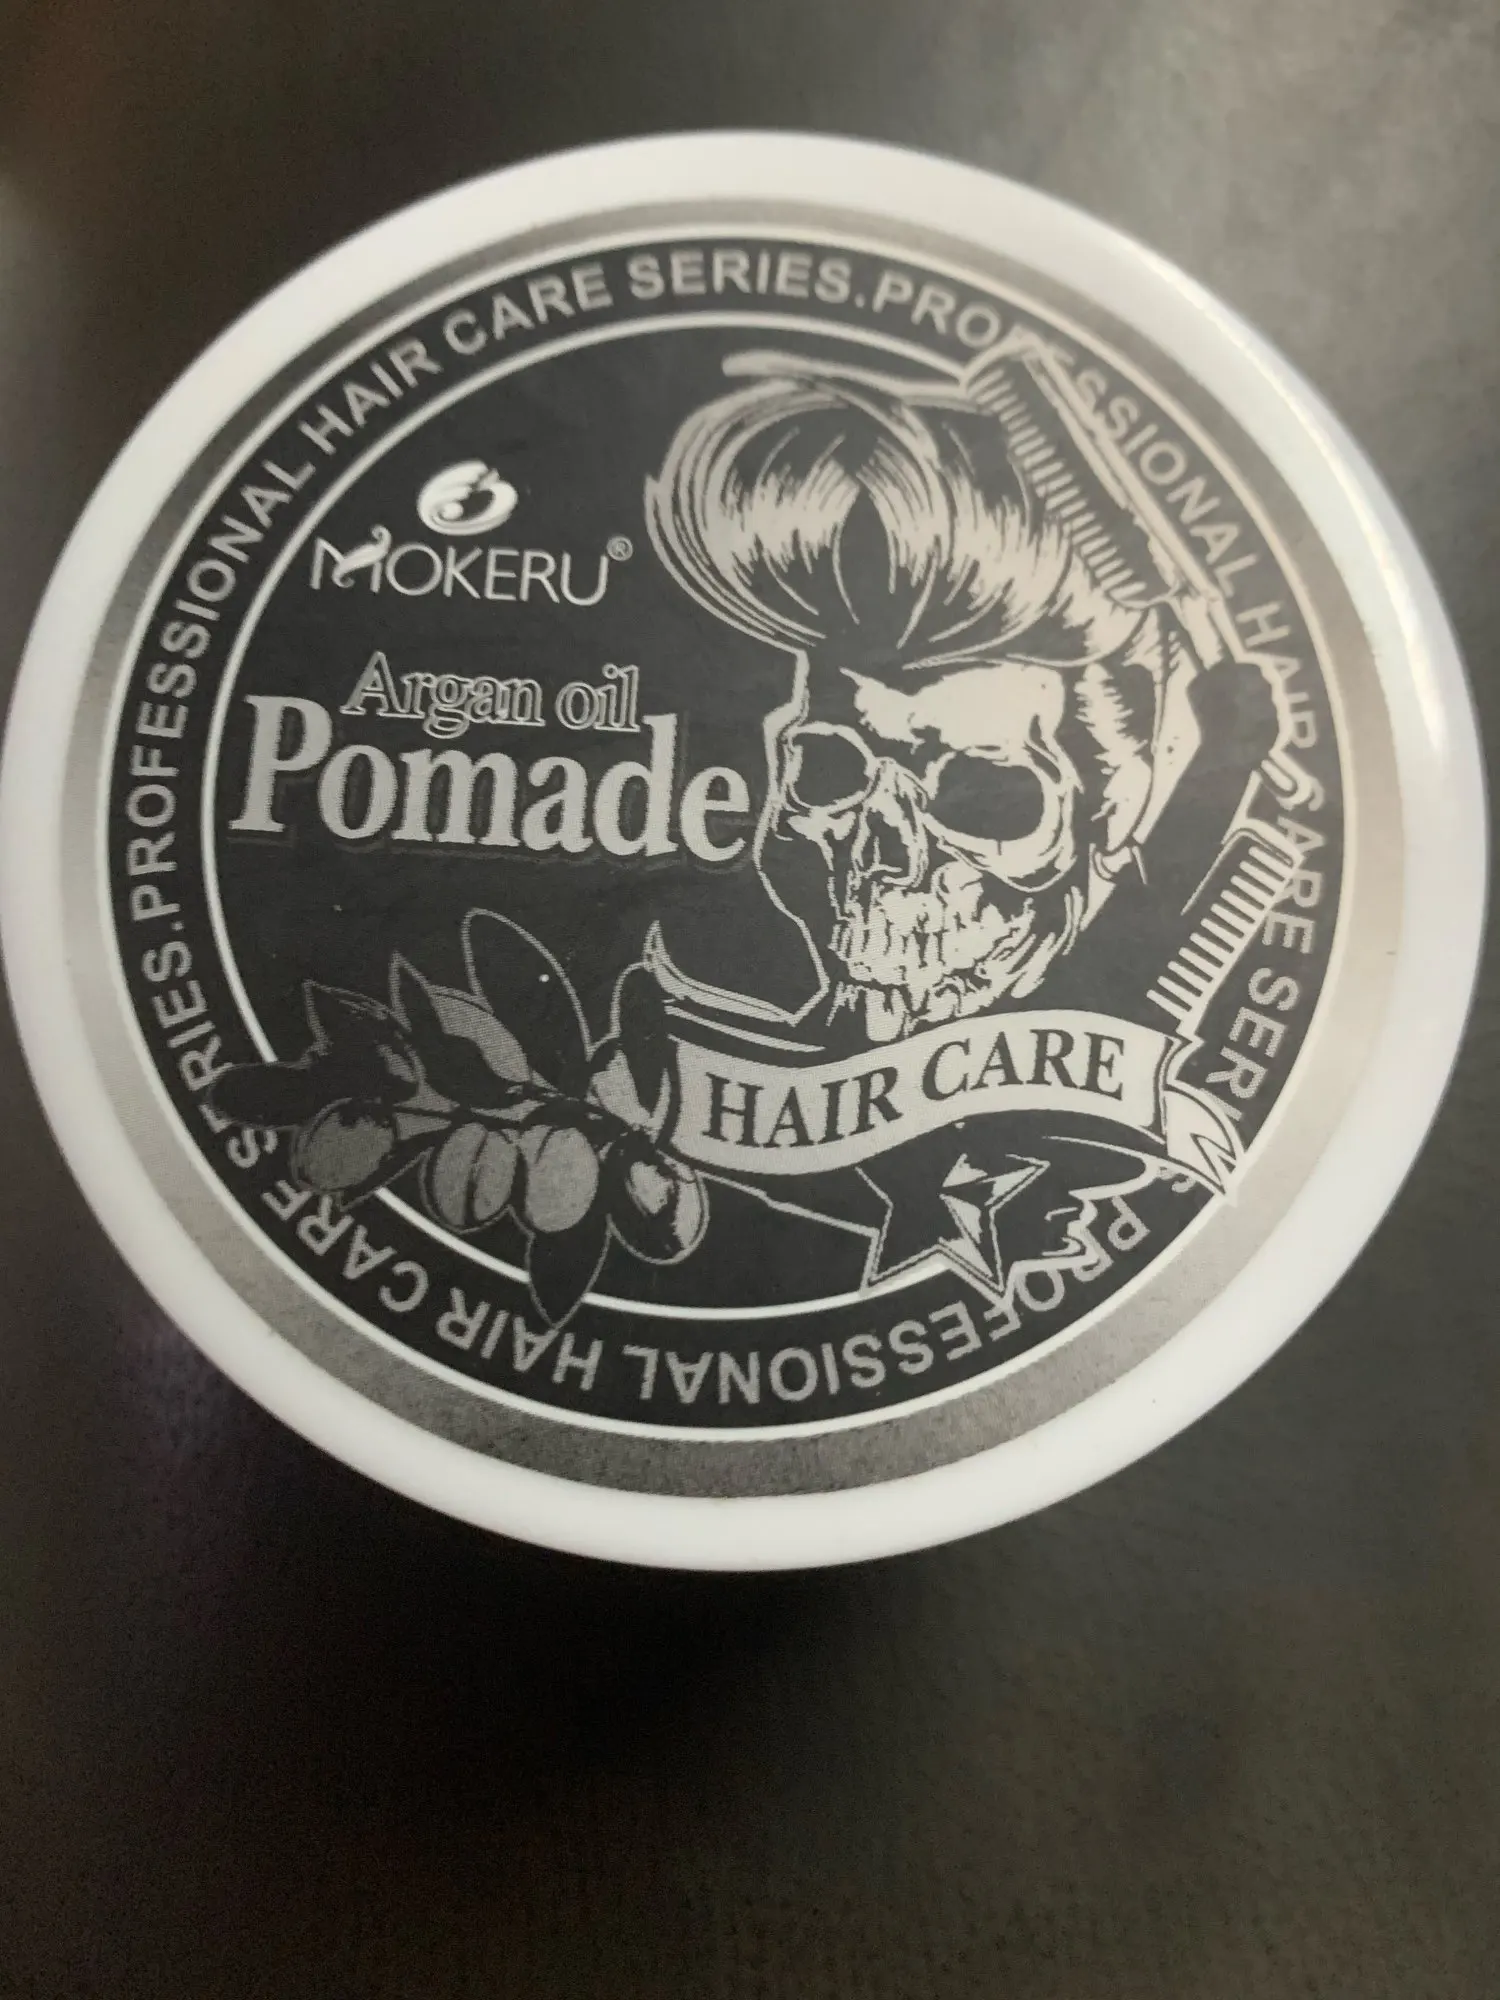 PROFESSIONAL HAIR CARE SERIES.PROFESSIONAL HAIR CARE SERIES.PROFESSIONAL HAIR CARE SERIES.
MOKERU®
Argan oil
Pomade
HAIR CARE